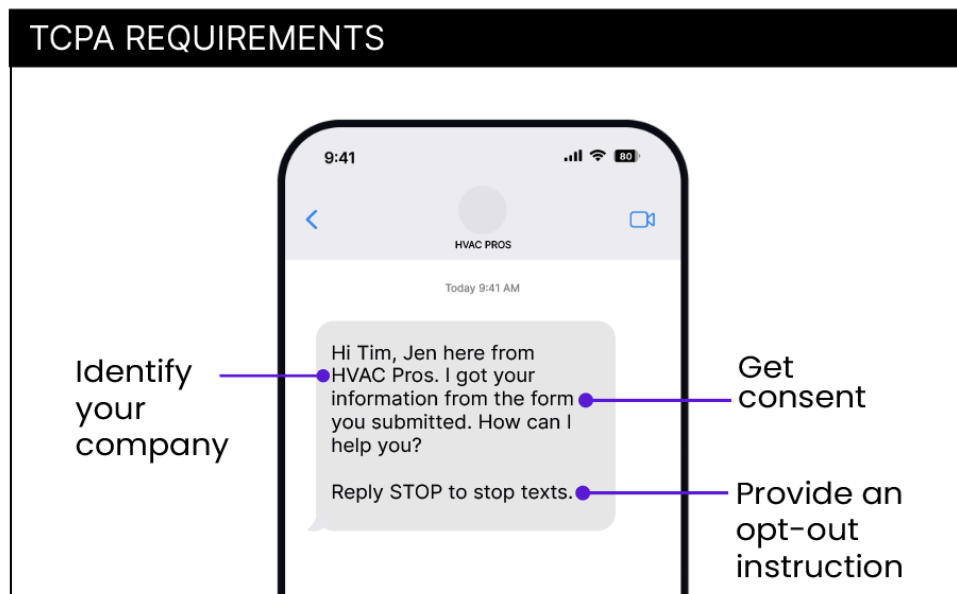 TCPA REQUIREMENTS
9:41
80
HVAC PROS
Today 9:41 AM
Hi Tim, Jen here from
HVAC Pros. I got your
information from the form
you submitted. How can I
help you?
Reply STOP to stop texts.
Identify
your
company
Get
consent
Provide an
opt-out
instruction